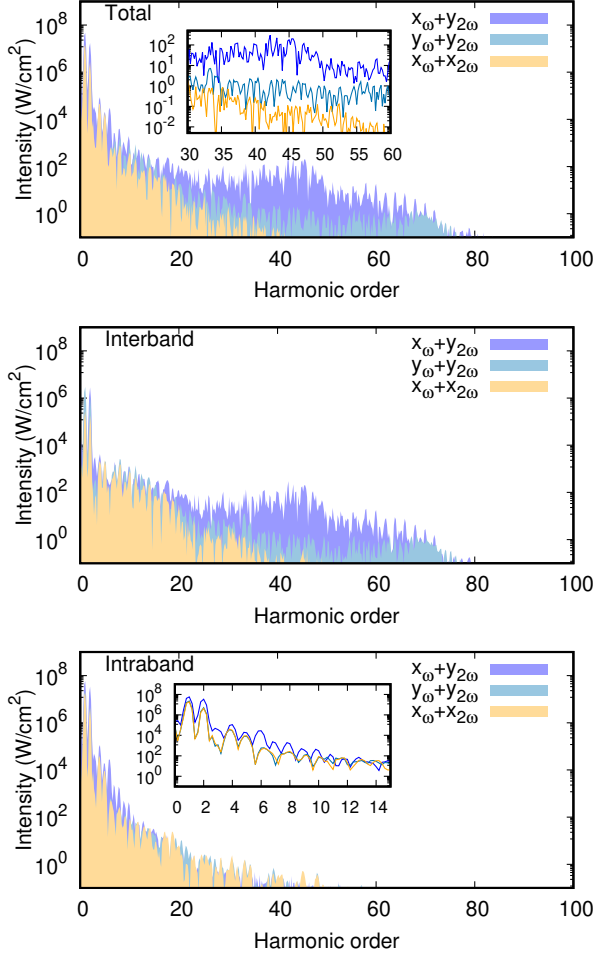 Total
x_ω+y_2ω
y_ω+y_2ω
x_ω+x_2ω
10^8
10^6
10^4
10^2
10^0
Intensity (W/cm^2)
10^2
10^1
10^0
10^-1
10^-2
30 35 40 45 50 55 60
0 20 40 60 80 100
Harmonic order
Interband
x_ω+y_2ω
y_ω+y_2ω
x_ω+x_2ω
10^8
10^6
10^4
10^2
10^0
Intensity (W/cm^2)
0 20 40 60 80 100
Harmonic order
Intraband
x_ω+y_2ω
y_ω+y_2ω
x_ω+x_2ω
10^8
10^6
10^4
10^2
10^0
Intensity (W/cm^2)
10^8
10^6
10^4
10^2
10^0
0 2 4 6 8 10 12 14
0 20 40 60 80 100
Harmonic order